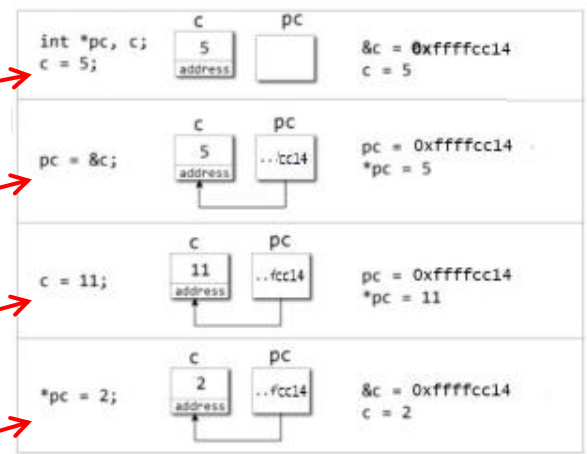 c pc
int *pc, c;
c = 5;
5
address
&c = 0xffffcc14
c = 5
c pc
pc = &c;
5
address
...cc14
pc = 0xffffcc14
*pc = 5
c pc
c = 11;
11
address
..fcc14
pc = 0xffffcc14
*pc = 11
c pc
*pc = 2;
2
address
..fcc14
&c = 0xffffcc14
c = 2